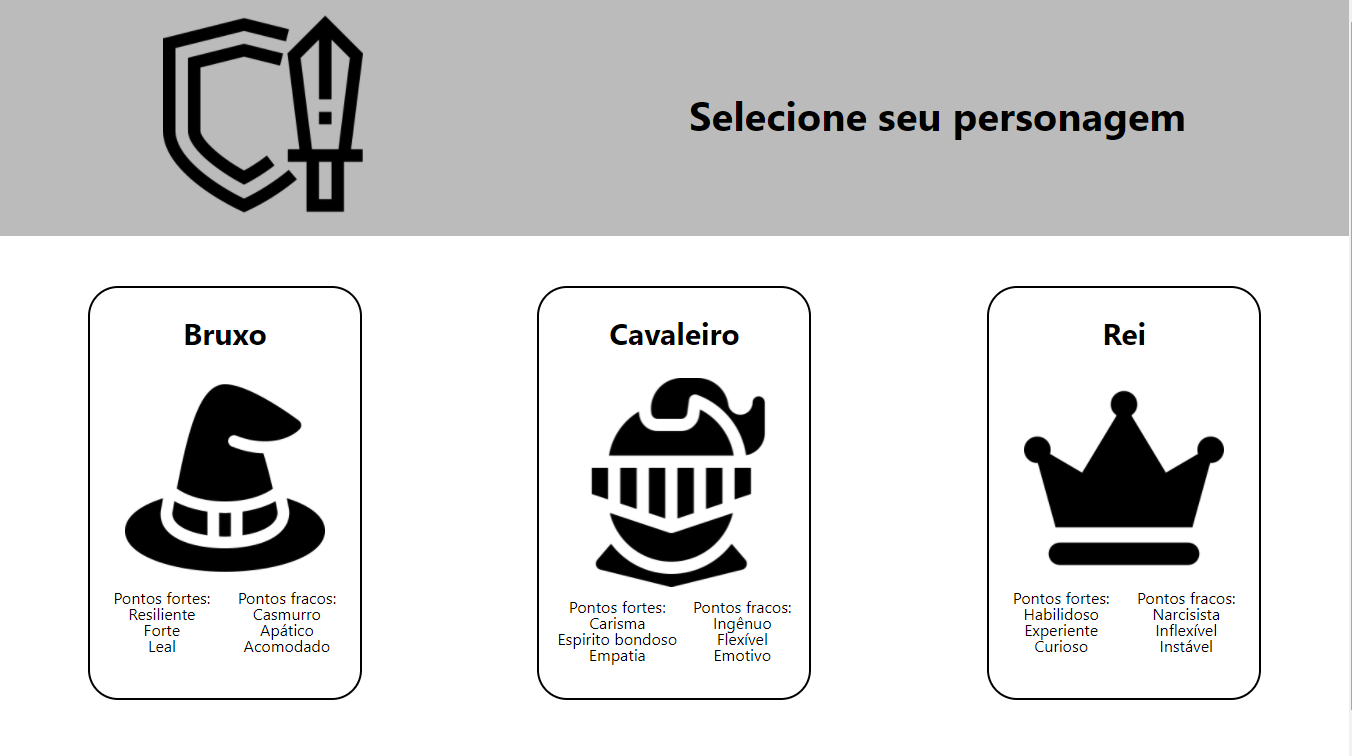 Selecione seu personagem
Bruxo
Pontos fortes:
Resiliente
Forte
Leal
Pontos fracos:
Casmurro
Apático
Acomodado
Cavaleiro
Pontos fortes:
Carisma
Espirito bondoso
Empatia
Pontos fracos:
Ingênuo
Flexível
Emotivo
Rei
Pontos fortes:
Habilidoso
Experiente
Curioso
Pontos fracos:
Narcisista
Inflexível
Instável